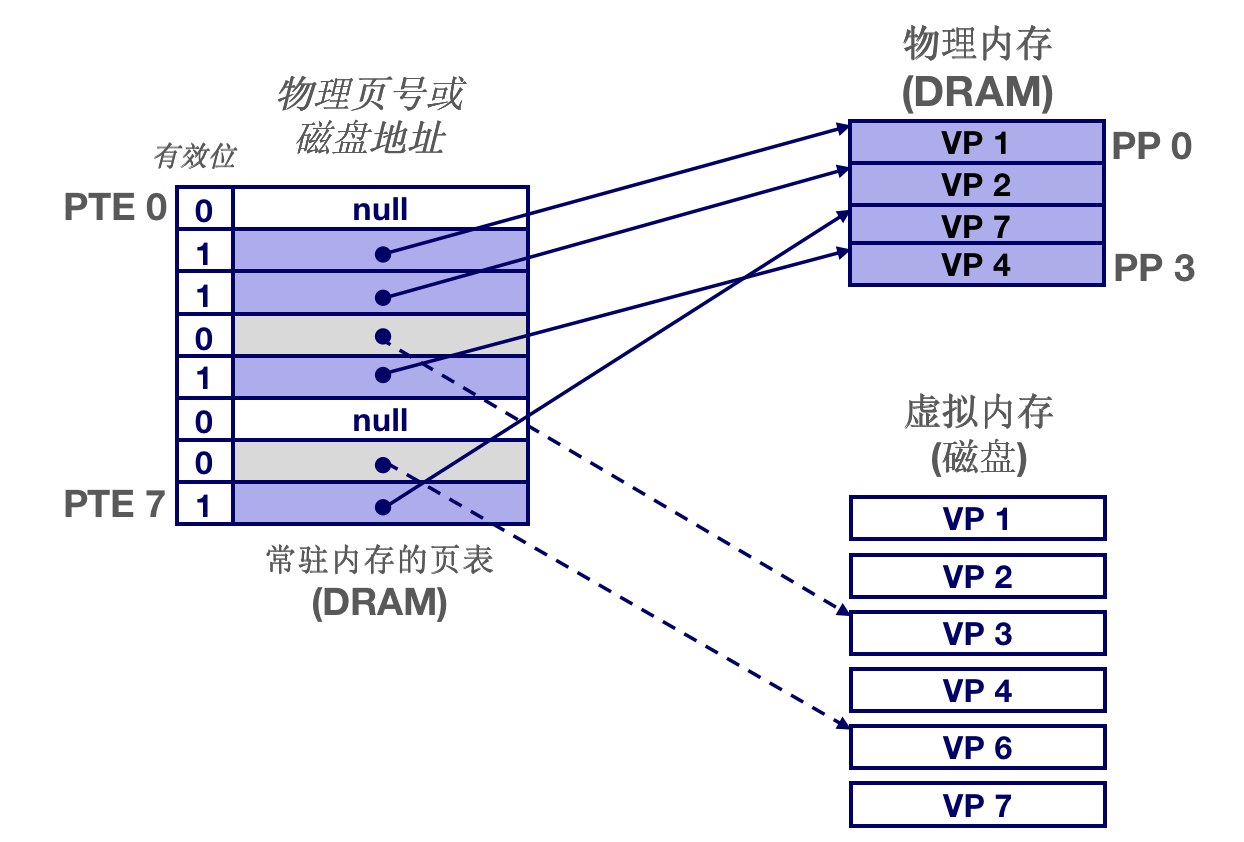 物理页号或
磁盘地址
有效位
PTE 0
0 null
1
1
0
1
0 null
0
PTE 7 1
常驻内存的页表
(DRAM)
物理内存
(DRAM)
VP 1 PP 0
VP 2
VP 7
VP 4 PP 3
虚拟内存
(磁盘)
VP 1
VP 2
VP 3
VP 4
VP 6
VP 7